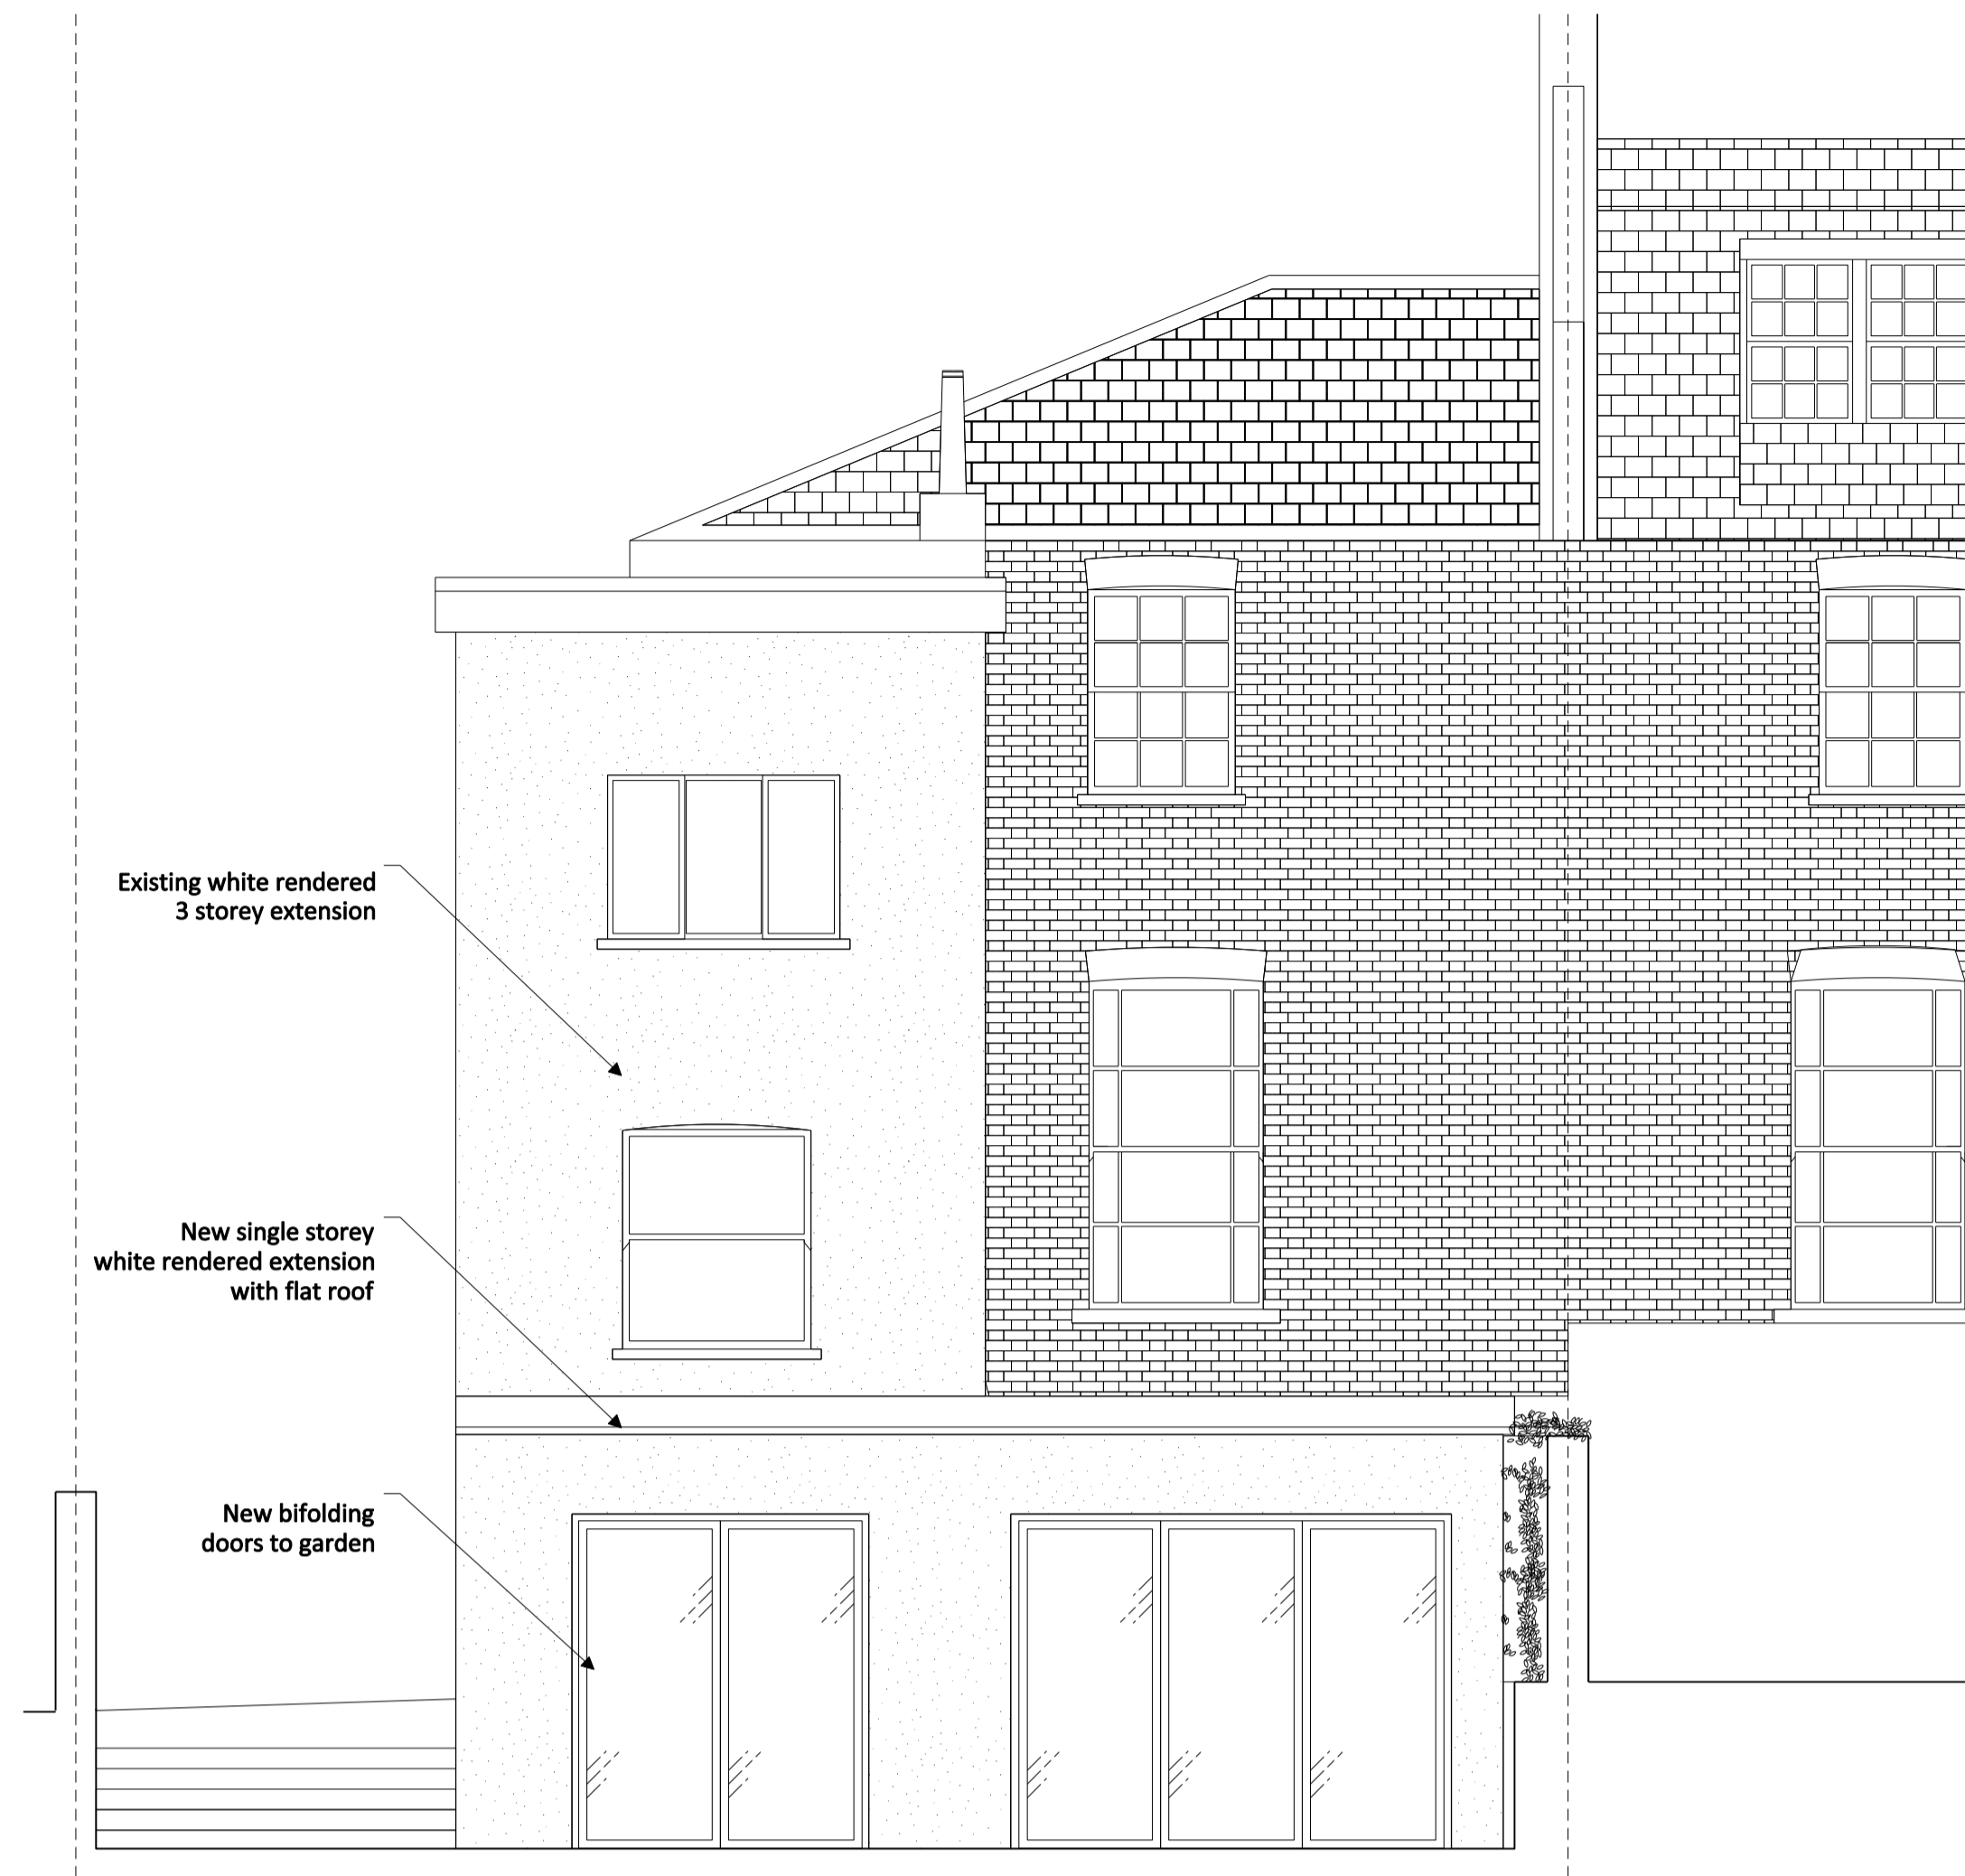 Existing white rendered
3 storey extension
New single storey
white rendered extension
with flat roof
New bifolding
doors to garden